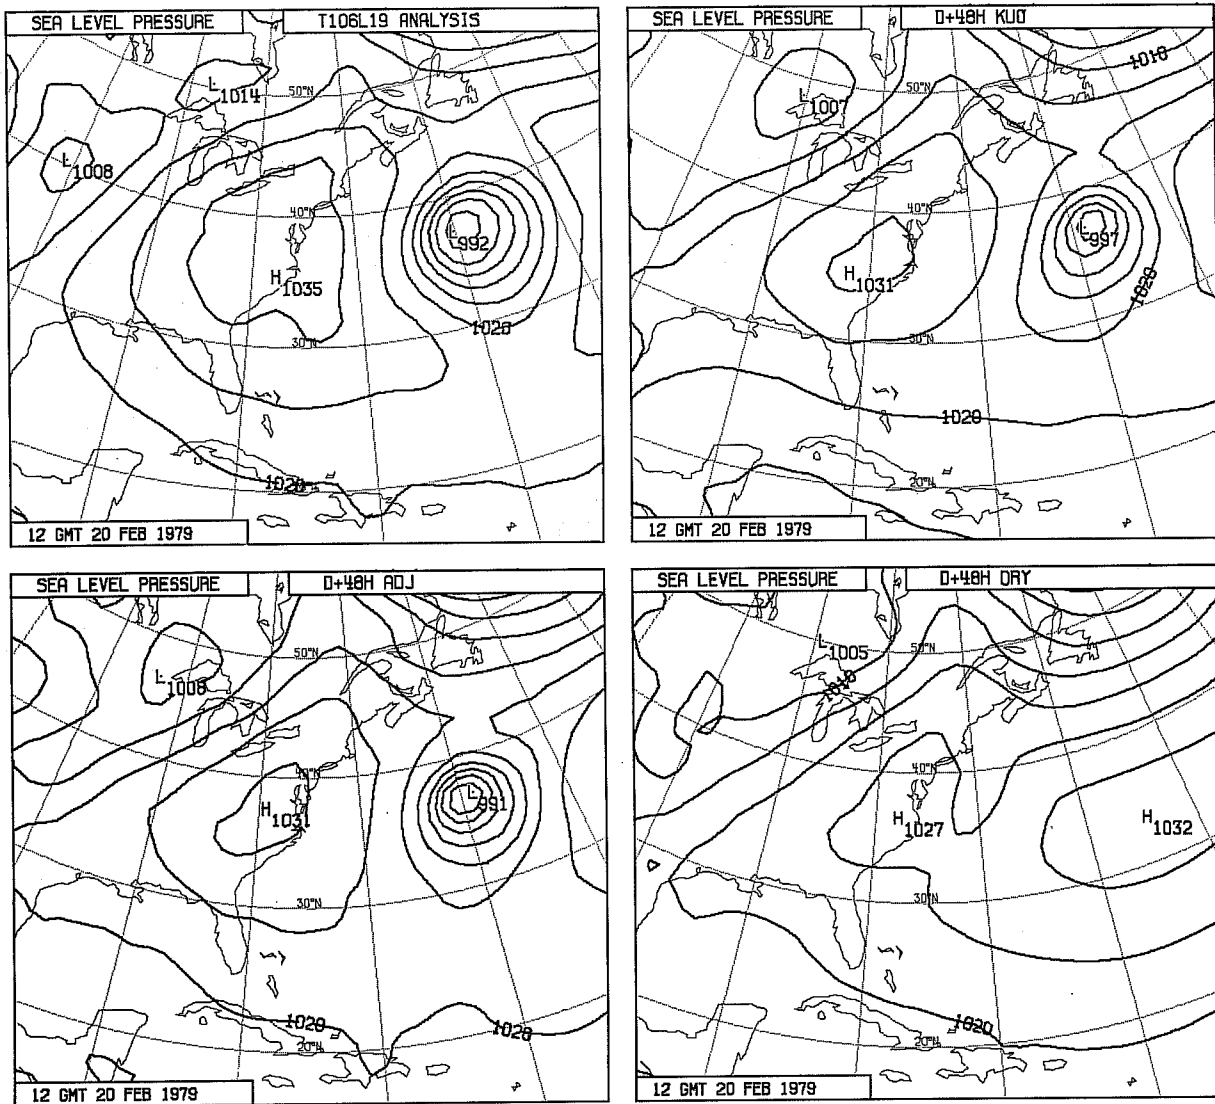 SEA LEVEL PRESSURE
T106L19 ANALYSIS
L 1014
50°N
L 1008
40°N
L 992
H 1035
1020
30°N
1020
12 GMT 20 FEB 1979
SEA LEVEL PRESSURE
D+48H KUO
1010
50°N
L 1007
40°N
L 997
H 1031
1020
30°N
1020
20°N
12 GMT 20 FEB 1979
SEA LEVEL PRESSURE
D+48H ADJ
50°N
L 1008
40°N
L 991
H 1031
30°N
1020
1020
20°N
12 GMT 20 FEB 1979
SEA LEVEL PRESSURE
D+48H DRY
L 1005
50°N
1010
40°N
H 1027
H 1032
30°N
1020
20°N
12 GMT 20 FEB 1979